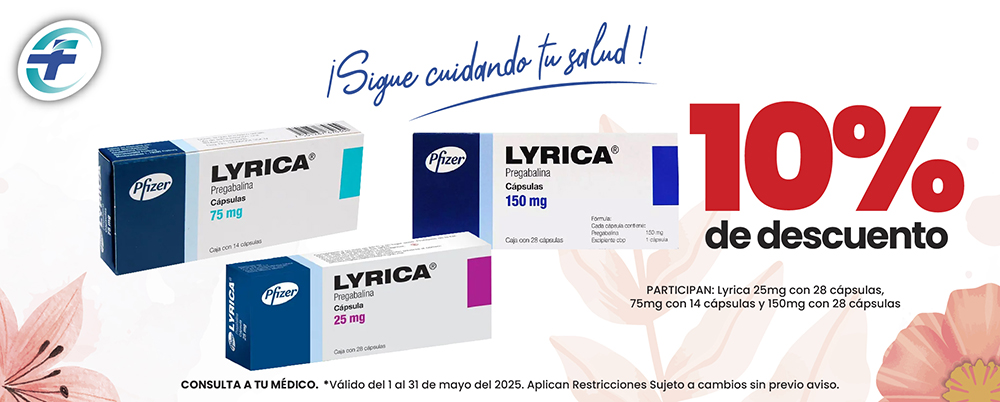 ¡Sigue cuidando tu salud !
Pfizer
LYRICA®
Pregabalina
Cápsulas
75 mg
Caja con 14 cápsulas
Pfizer
LYRICA®
Pregabalina
Cápsulas
150 mg
Fórmula:
Cada cápsula contiene:
Pregabalina 150 mg
Excipiente cbp 1 cápsula
Caja con 28 cápsulas
Pfizer
LYRICA®
Pregabalina
Cápsula
25 mg
Caja con 28 cápsulas
LYRICA
25 mg
10%
de descuento
PARTICIPAN: Lyrica 25mg con 28 cápsulas,
75mg con 14 cápsulas y 150mg con 28 cápsulas
CONSULTA A TU MÉDICO. *Válido del 1 al 31 de mayo del 2025. Aplican Restricciones Sujeto a cambios sin previo aviso.